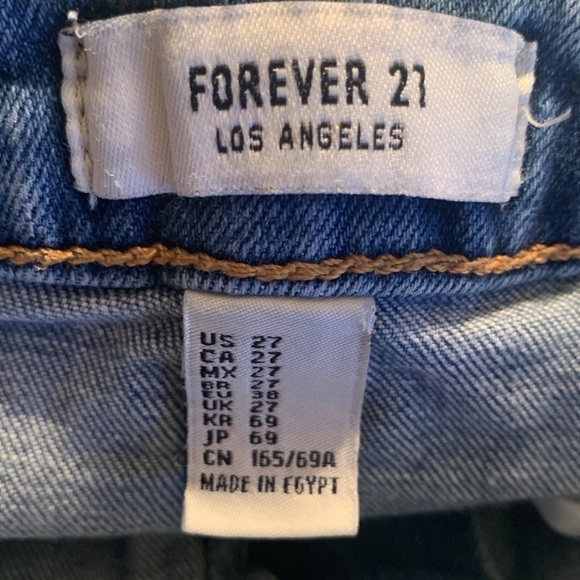 FOREVER 21
LOS ANGELES
US 27
CA 27
MX 27
BR 27
EU 38
UK 27
KR 69
JP 69
CN 165/69A
MADE IN EGYPT